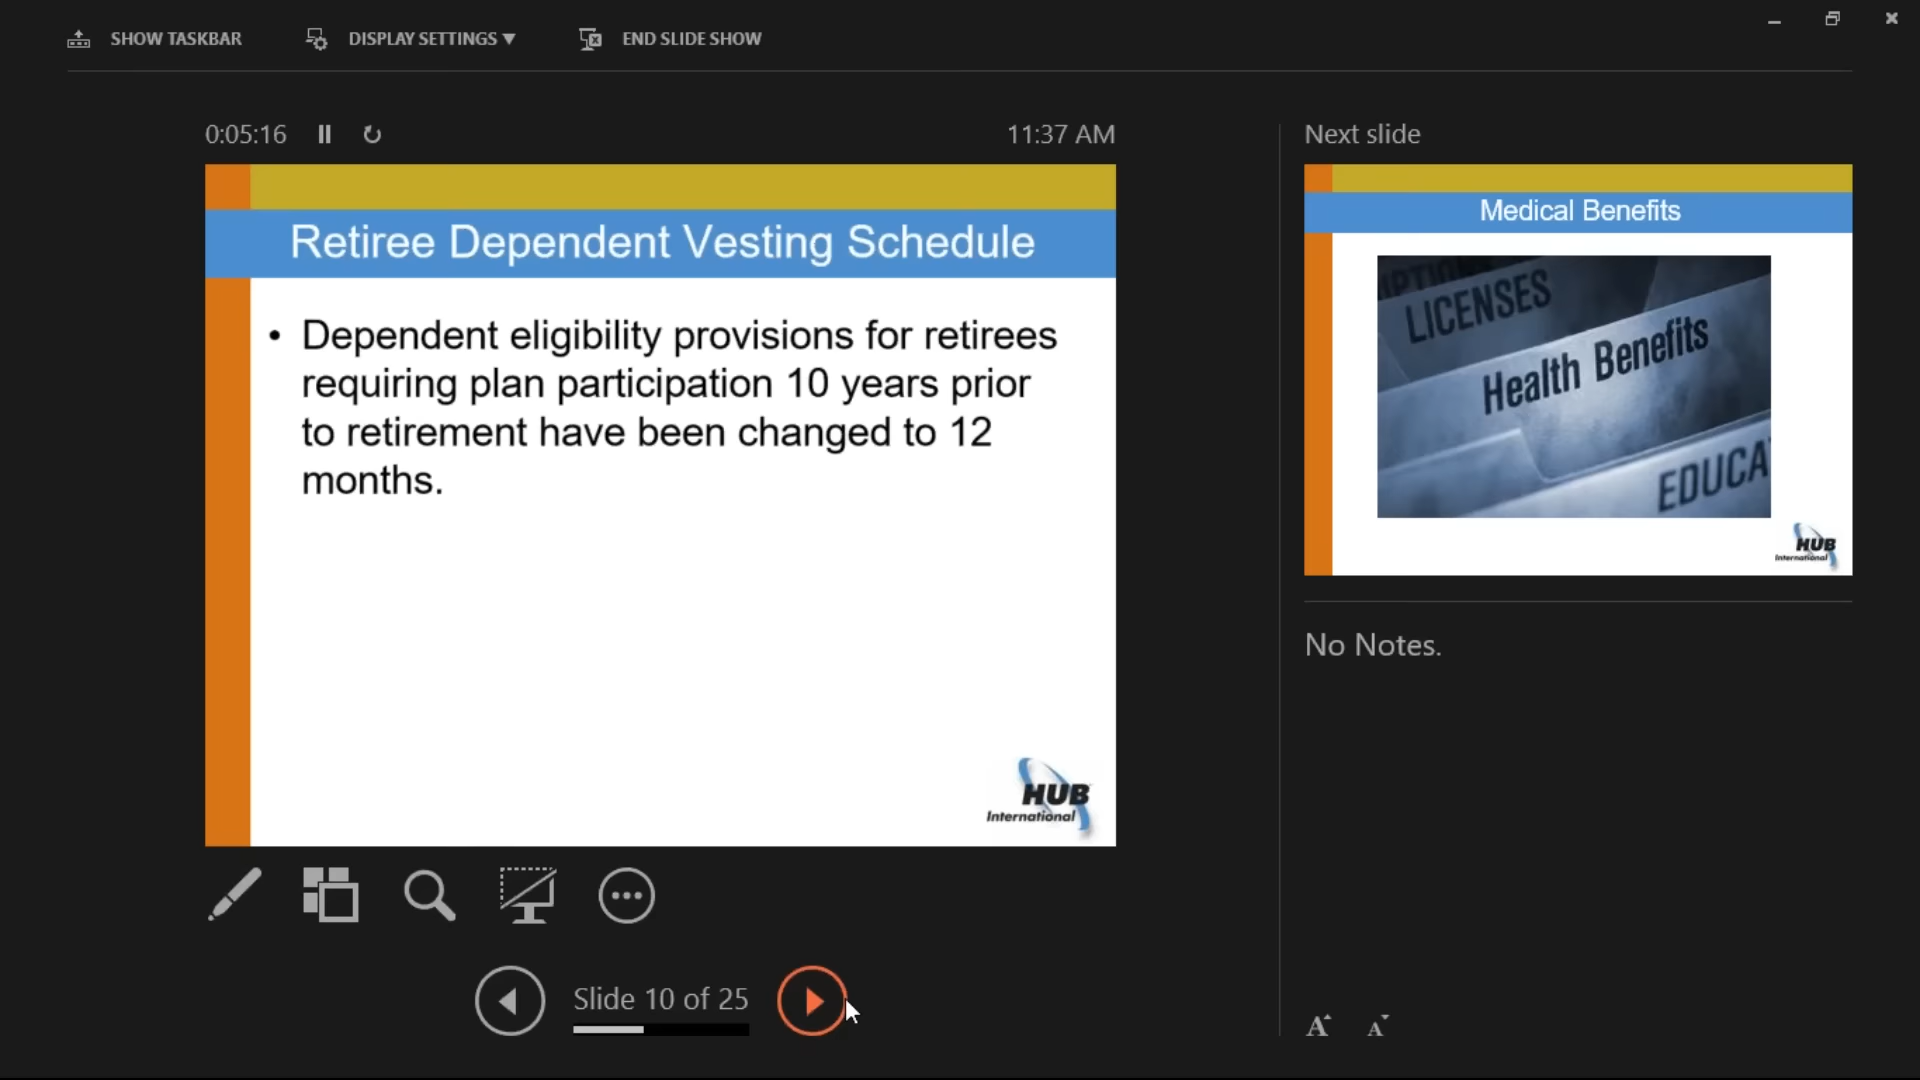 SHOW TASKBAR
DISPLAY SETTINGS ▼
END SLIDE SHOW
0:05:16
11:37 AM
Next slide
Retiree Dependent Vesting Schedule
• Dependent eligibility provisions for retirees
requiring plan participation 10 years prior
to retirement have been changed to 12
months.
HUB
International
Medical Benefits
LICENSES
Health Benefits
EDUCA
HUB
International
No Notes.
Slide 10 of 25
A
A